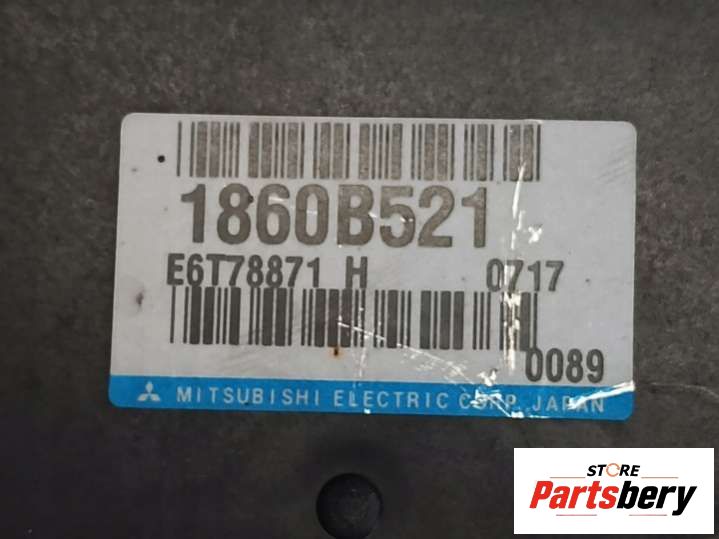 1860B521
E6T78871 H 0717
0089
MITSUBISHI ELECTRIC CORP. JAPAN
STORE
Partsbery